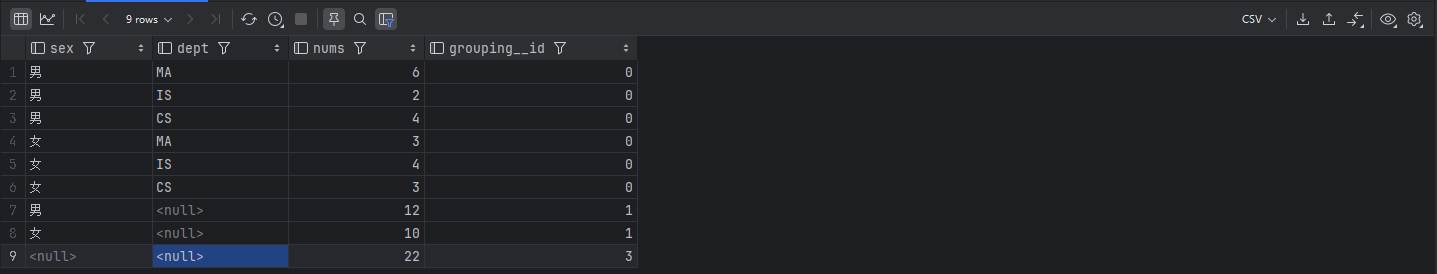 9 rows CSV
sex dept nums grouping__id
1 男 MA 6 0
2 男 IS 2 0
3 男 CS 4 0
4 女 MA 3 0
5 女 IS 4 0
6 女 CS 3 0
7 男 <null> 12 1
8 女 <null> 10 1
9 <null> <null> 22 3